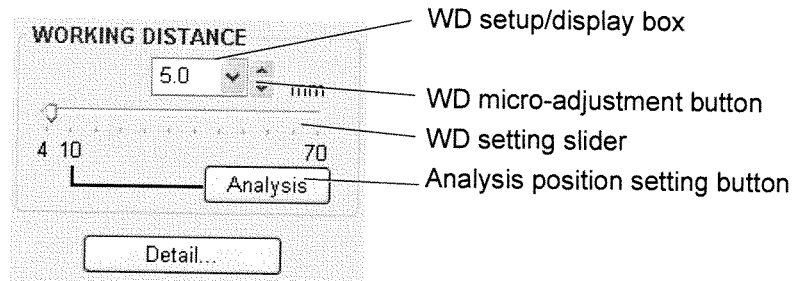 WD setup/display box
WORKING DISTANCE
5.0
mm
WD micro-adjustment button
WD setting slider
4 10 70
Analysis
Analysis position setting button
Detail...